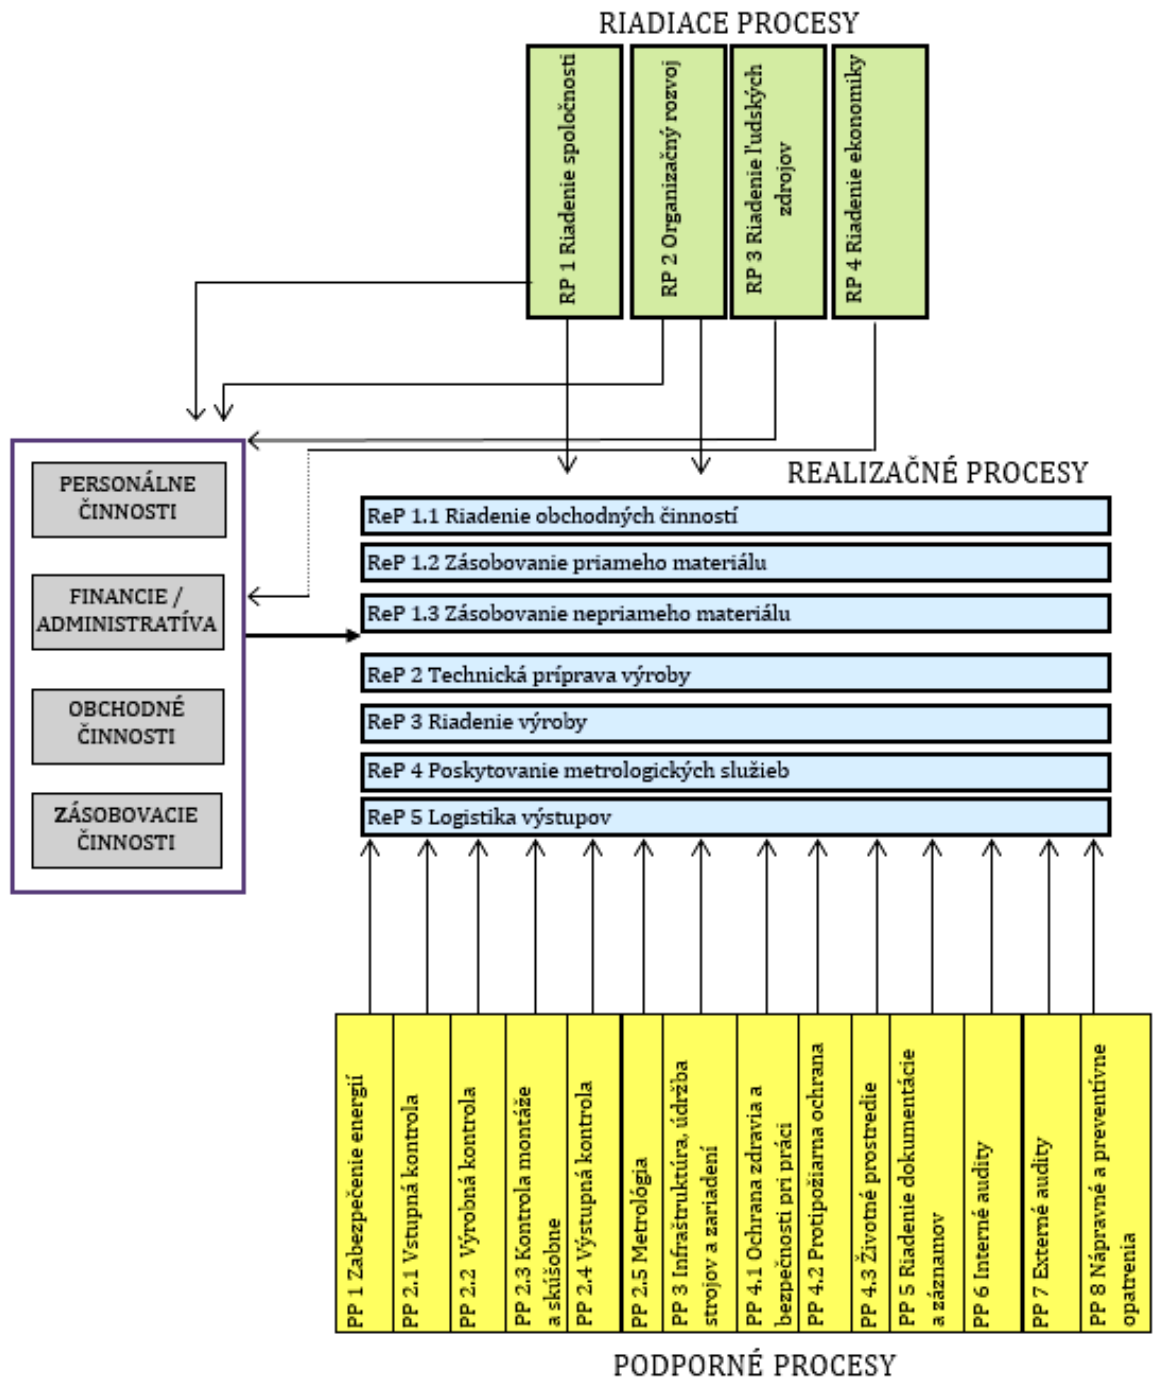 RIADIACE PROCESY
RP 1 Riadenie spoločnosti
RP 2 Organizačný rozvoj
RP 3 Riadenie ľudských
zdrojov
RP 4 Riadenie ekonomiky
PERSONÁLNE
ČINNOSTI
FINANCIE /
ADMINISTRATÍVA
OBCHODNÉ
ČINNOSTI
ZÁSOBOVACIE
ČINNOSTI
REALIZAČNÉ PROCESY
ReP 1.1 Riadenie obchodných činností
ReP 1.2 Zásobovanie priameho materiálu
ReP 1.3 Zásobovanie nepriameho materiálu
ReP 2 Technická príprava výroby
ReP 3 Riadenie výroby
ReP 4 Poskytovanie metrologických služieb
ReP 5 Logistika výstupov
PP 1 Zabezpečenie energií
PP 2.1 Vstupná kontrola
PP 2.2 Výrobná kontrola
PP 2.3 Kontrola montáže
a skúšobne
PP 2.4 Výstupná kontrola
PP 2.5 Metrológia
PP 3 Infraštruktúra, údržba
strojov a zariadení
PP 4.1 Ochrana zdravia a
bezpečnosti pri práci
PP 4.2 Protipožiarna ochrana
PP 4.3 Životné prostredie
PP 5 Riadenie dokumentácie
a záznamov
PP 6 Interné audity
PP 7 Externé audity
PP 8 Nápravné a preventívne
opatrenia
PODPORNÉ PROCESY